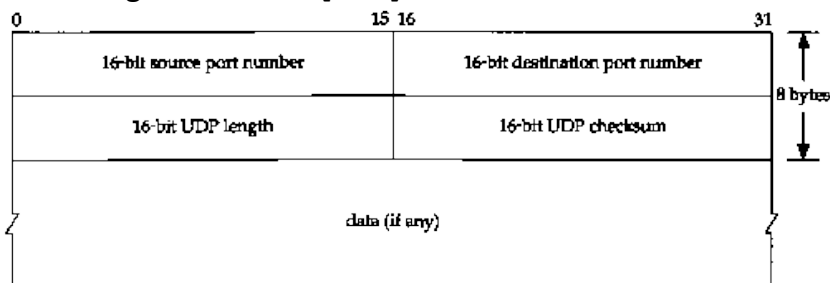 0 15 16 31
16-bit source port number 16-bit destination port number
8 bytes
16-bit UDP length 16-bit UDP checksum
data (if any)